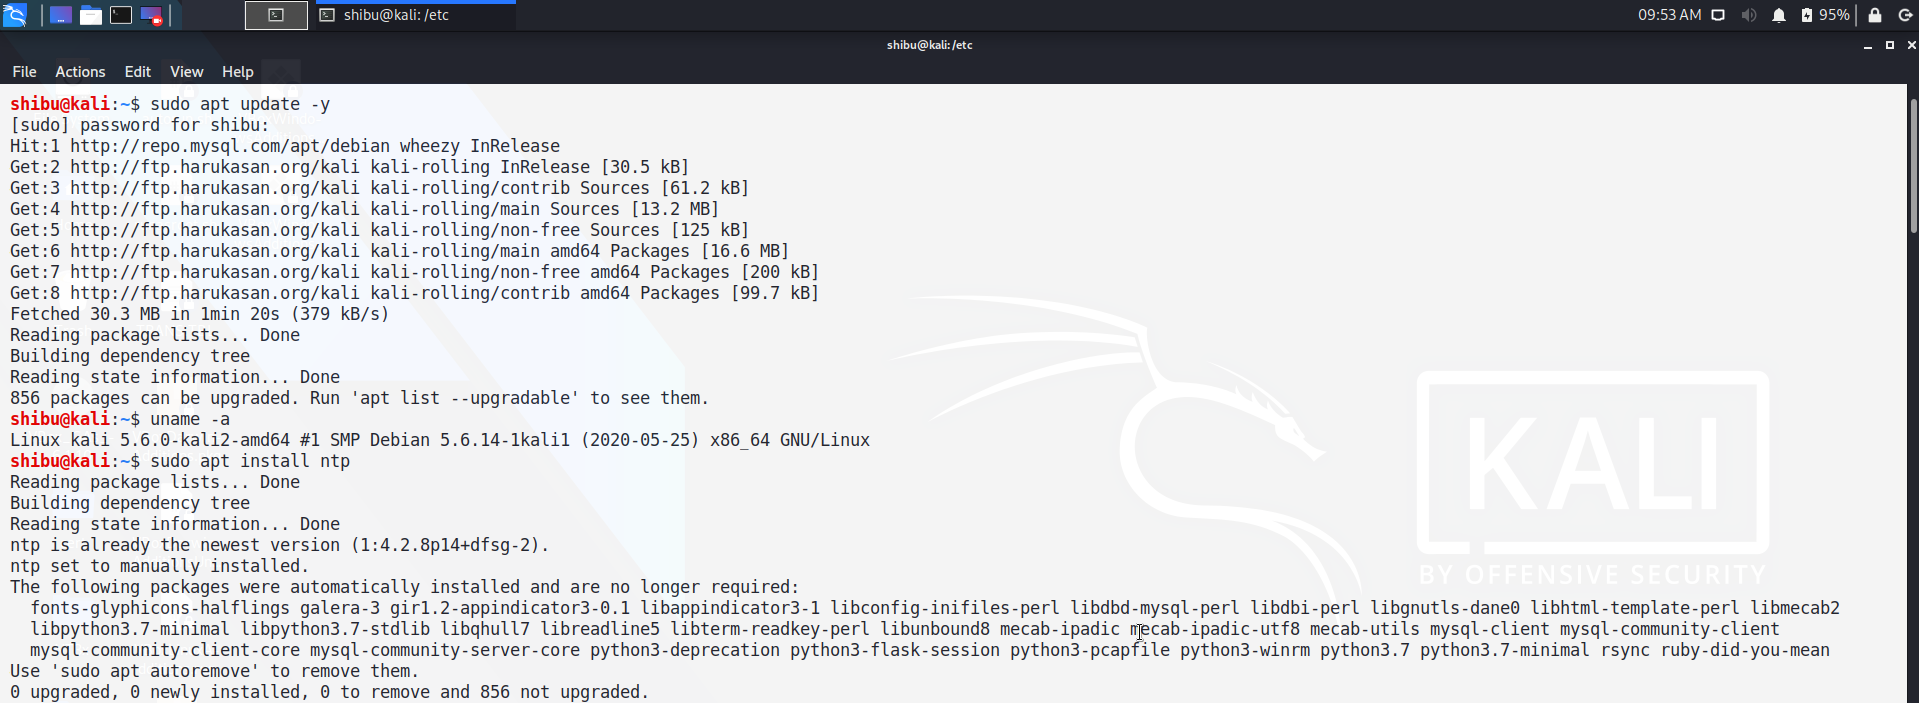 shibu@kali: /etc
09:53 AM
95%
shibu@kali: /etc
File Actions Edit View Help
shibu@kali:~$ sudo apt update -y
[sudo] password for shibu:
Hit:1 http://repo.mysql.com/apt/debian wheezy InRelease
Get:2 http://ftp.harukasan.org/kali kali-rolling InRelease [30.5 kB]
Get:3 http://ftp.harukasan.org/kali kali-rolling/contrib Sources [61.2 kB]
Get:4 http://ftp.harukasan.org/kali kali-rolling/main Sources [13.2 MB]
Get:5 http://ftp.harukasan.org/kali kali-rolling/non-free Sources [125 kB]
Get:6 http://ftp.harukasan.org/kali kali-rolling/main amd64 Packages [16.6 MB]
Get:7 http://ftp.harukasan.org/kali kali-rolling/non-free amd64 Packages [200 kB]
Get:8 http://ftp.harukasan.org/kali kali-rolling/contrib amd64 Packages [99.7 kB]
Fetched 30.3 MB in 1min 20s (379 kB/s)
Reading package lists... Done
Building dependency tree
Reading state information... Done
856 packages can be upgraded. Run 'apt list --upgradable' to see them.
shibu@kali:~$ uname -a
Linux kali 5.6.0-kali2-amd64 #1 SMP Debian 5.6.14-1kali1 (2020-05-25) x86_64 GNU/Linux
shibu@kali:~$ sudo apt install ntp
Reading package lists... Done
Building dependency tree
Reading state information... Done
ntp is already the newest version (1:4.2.8p14+dfsg-2).
ntp set to manually installed.
The following packages were automatically installed and are no longer required:
fonts-glyphicons-halflings galera-3 gir1.2-appindicator3-0.1 libappindicator3-1 libconfig-inifiles-perl libdbd-mysql-perl libdbi-perl libgnutls-dane0 libhtml-template-perl libmecab2
libpython3.7-minimal libpython3.7-stdlib libqhull7 libreadline5 libterm-readkey-perl libunbound8 mecab-ipadic mecab-ipadic-utf8 mecab-utils mysql-client mysql-community-client
mysql-community-client-core mysql-community-server-core python3-deprecation python3-flask-session python3-pcapfile python3-winrm python3.7 python3.7-minimal rsync ruby-did-you-mean
Use 'sudo apt autoremove' to remove them.
0 upgraded, 0 newly installed, 0 to remove and 856 not upgraded.
KALI
BY OFFENSIVE SECURITY